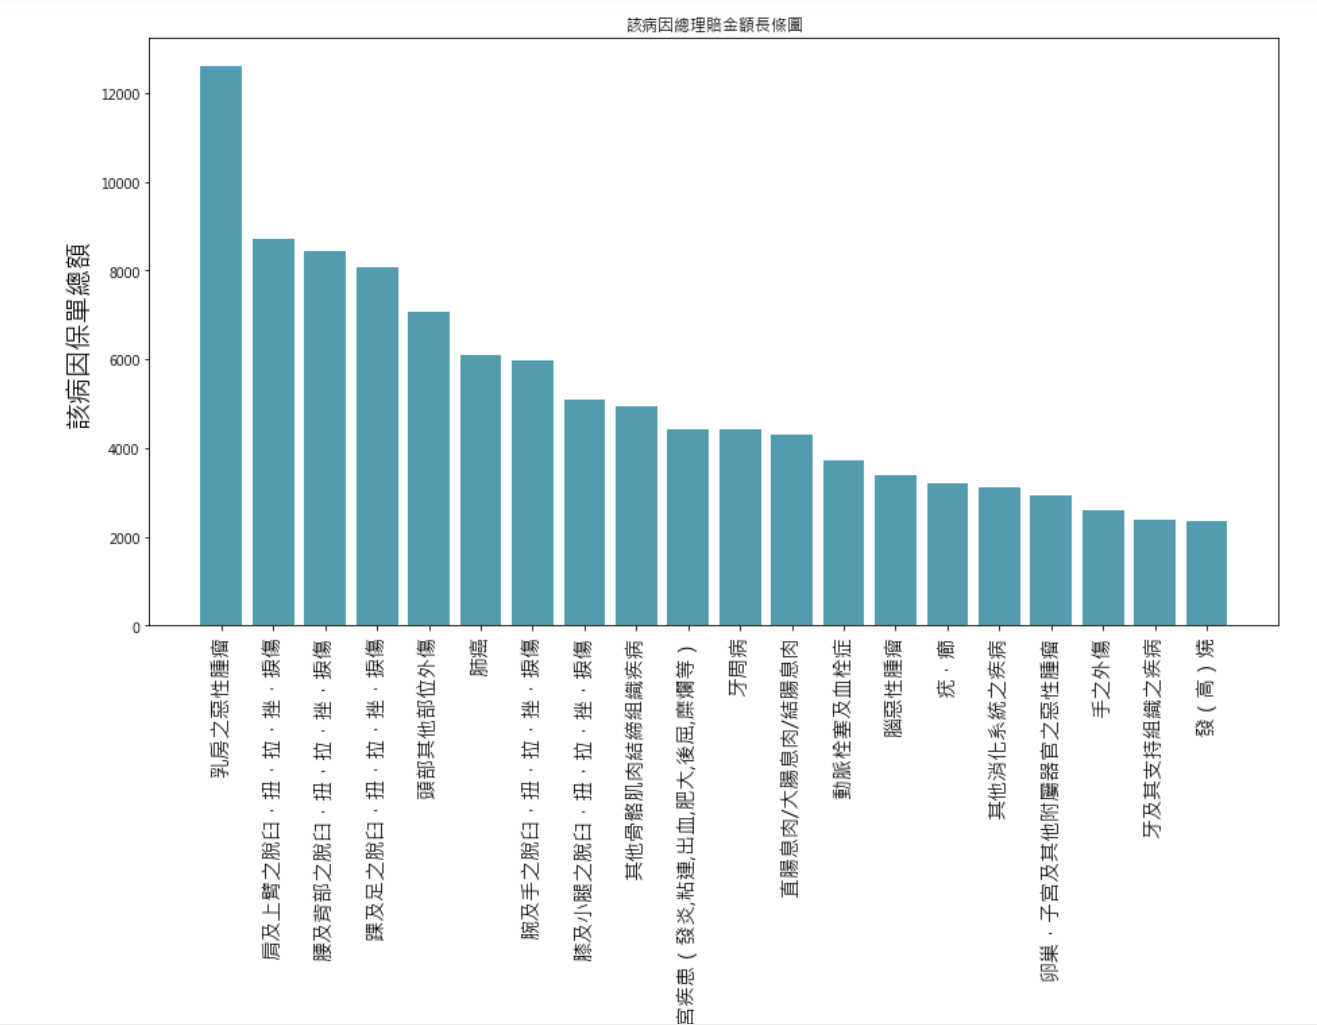 該病因總理賠金額長條圖
該病因保單總額
12000
10000
8000
6000
4000
2000
0
乳房之惡性腫瘤
肩及上臂之脫臼．扭．拉．挫．捩傷
腰及背部之脫臼．扭．拉．挫．捩傷
踝及足之脫臼．扭．拉．挫．捩傷
頭部其他部位外傷
肺癌
腕及手之脫臼．扭．拉．挫．捩傷
膝及小腿之脫臼．扭．拉．挫．捩傷
其他骨骼肌肉結締組織疾病
宮疾患（發炎,粘連,出血,肥大,後屈,糜爛等）
牙周病
直腸息肉/大腸息肉/結腸息肉
動脈栓塞及血栓症
腦惡性腫瘤
疣．癤
其他消化系統之疾病
卵巢．子宮及其他附屬器官之惡性腫瘤
手之外傷
牙及其支持組織之疾病
發（高）燒